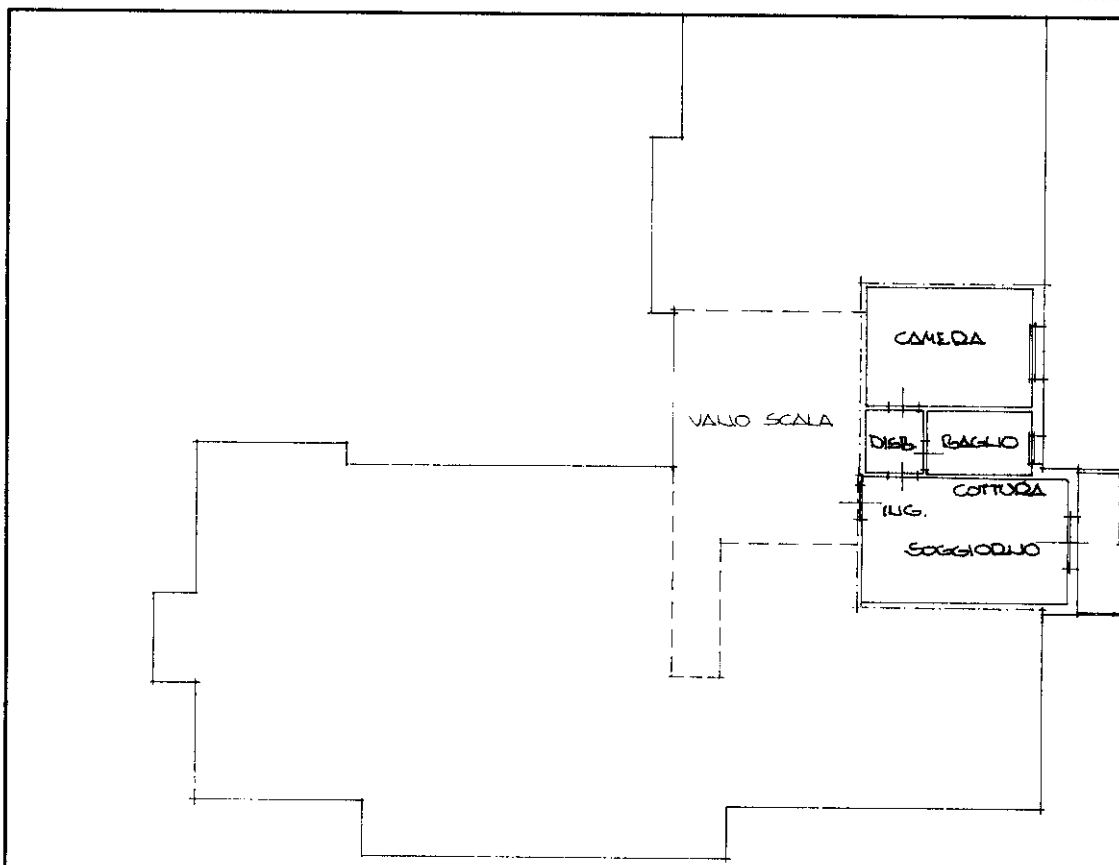 CAMERA
VANO SCALA
DISB.
BAGNO
COTTURA
ING.
SOGGIORNO